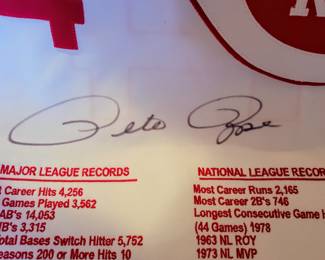 Pete Rose
MAJOR LEAGUE RECORDS
Career Hits 4,256
Games Played 3,562
AB's 14,053
B's 3,315
Total Bases Switch Hitter 5,752
Seasons 200 or More Hits 10
NATIONAL LEAGUE RECOR
Most Career Runs 2,165
Most Career 2B's 746
Longest Consecutive Game H
(44 Games) 1978
1963 NL ROY
1973 NL MVP